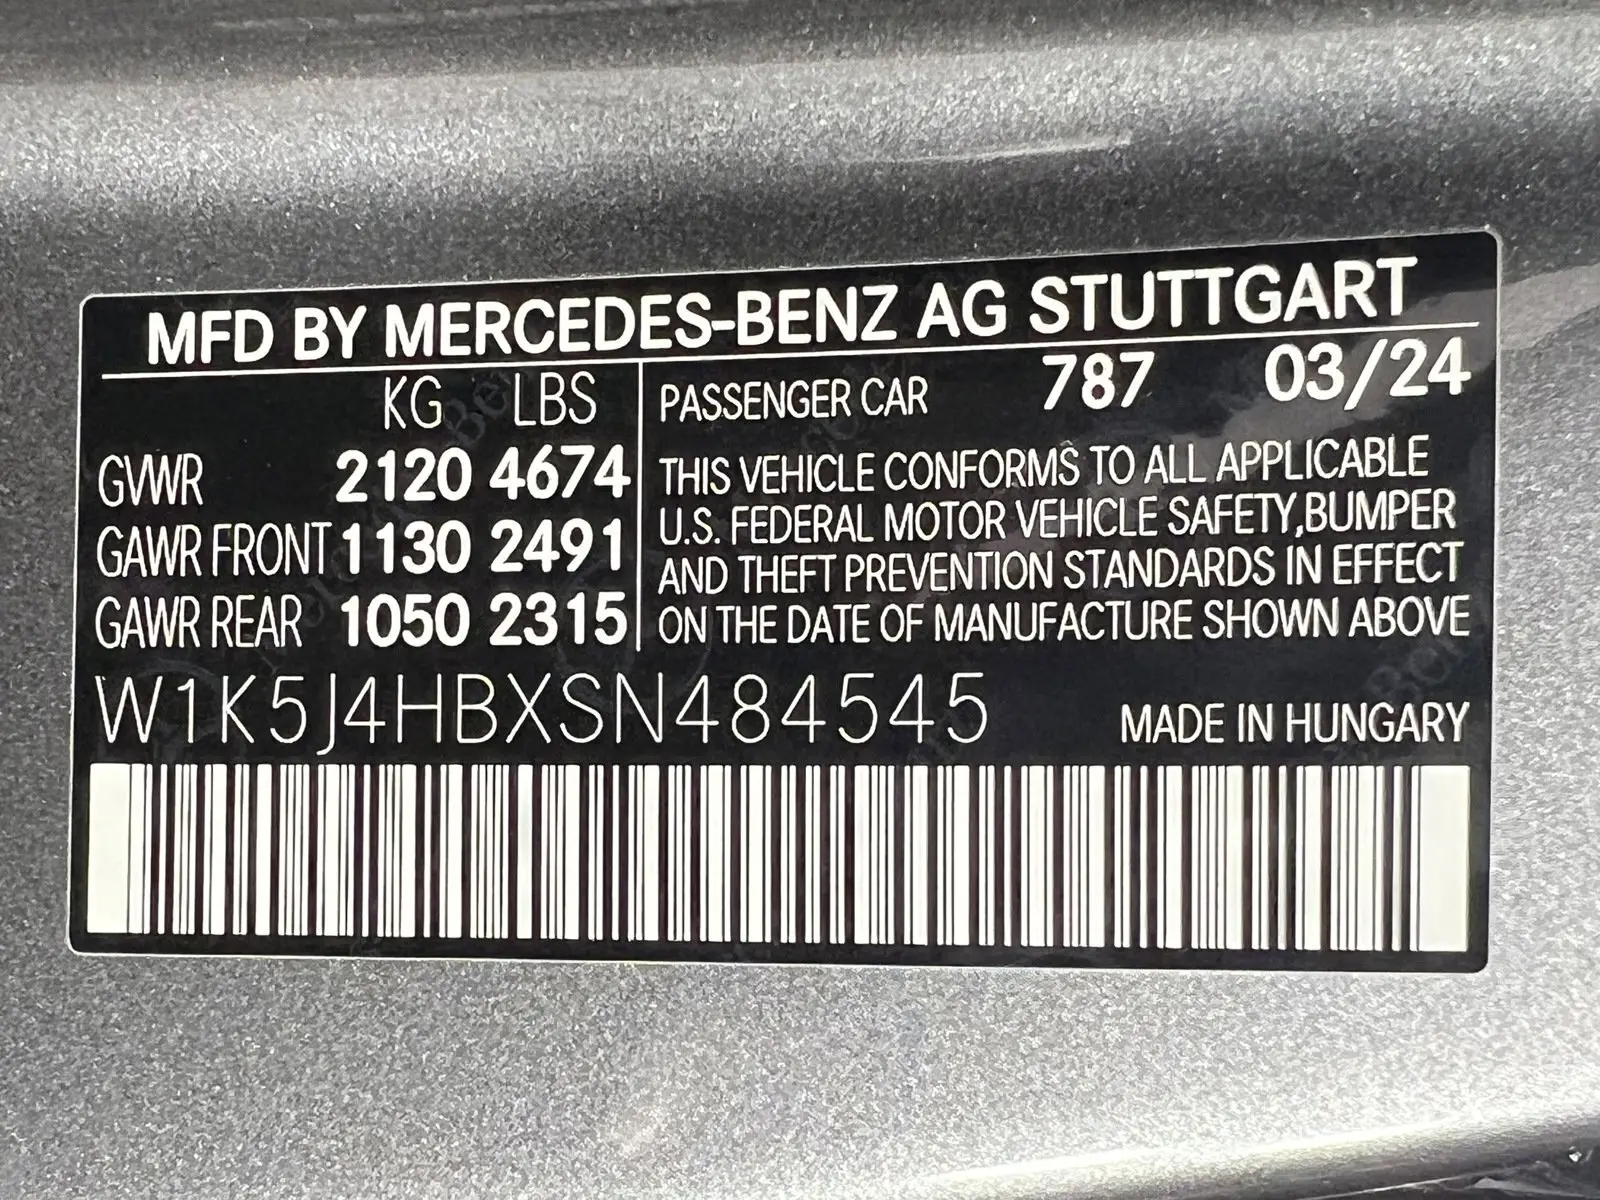 MFD BY MERCEDES-BENZ AG STUTTGART
KG LBS
GVWR 2120 4674
GAWR FRONT 1130 2491
GAWR REAR 1050 2315
PASSENGER CAR 787 03/24
THIS VEHICLE CONFORMS TO ALL APPLICABLE
U.S. FEDERAL MOTOR VEHICLE SAFETY,BUMPER
AND THEFT PREVENTION STANDARDS IN EFFECT
ON THE DATE OF MANUFACTURE SHOWN ABOVE
W1K5J4HBXSN484545
MADE IN HUNGARY